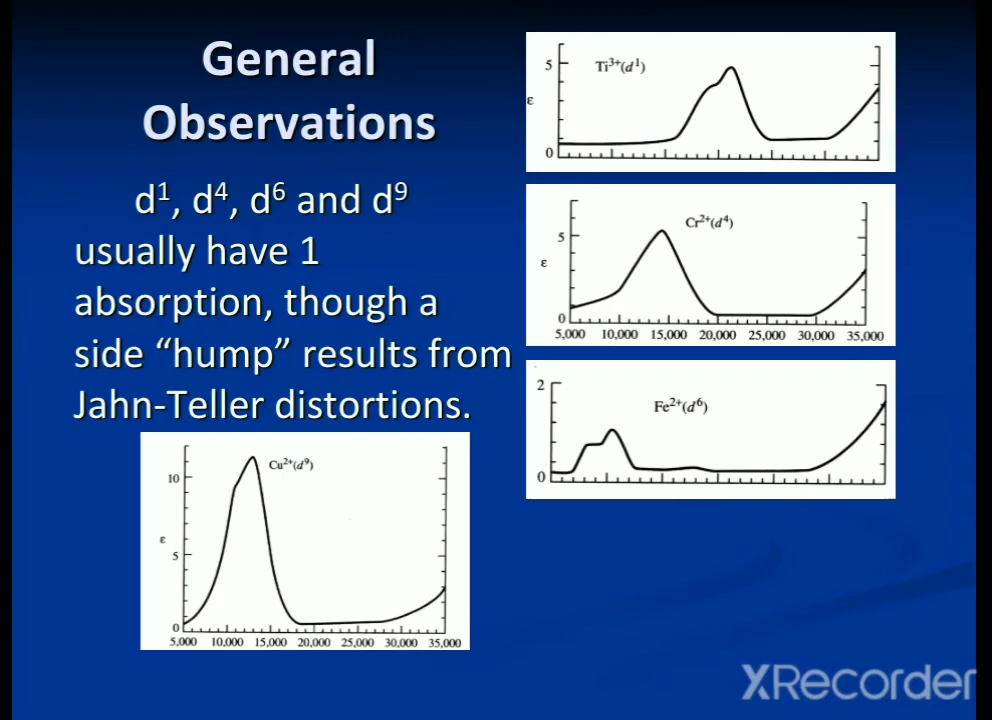 General
Observations
d¹, d⁴, d⁶ and d⁹
usually have 1
absorption, though a
side “hump” results from
Jahn-Teller distortions.
Ti³⁺(d¹)
5
ε
0
Cr²⁺(d⁴)
5
ε
0
5,000 10,000 15,000 20,000 25,000 30,000 35,000
2
Fe²⁺(d⁶)
0
Cu²⁺(d⁹)
10
ε
5
0
5,000 10,000 15,000 20,000 25,000 30,000 35,000
XRecorder